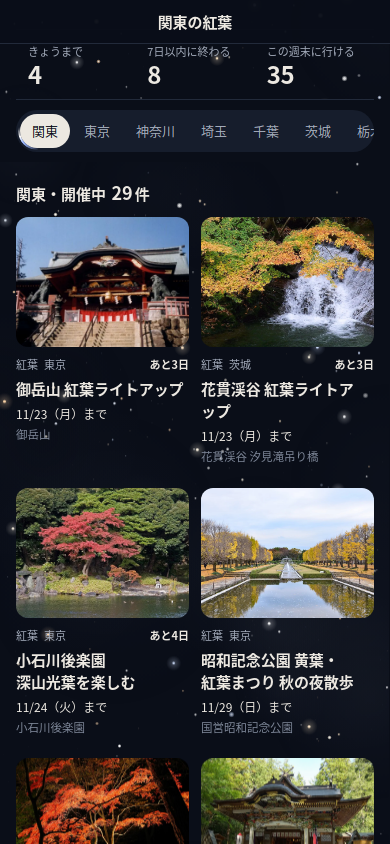 関東の紅葉
きょうまで
7日以内に終わる
この週末に行ける
4
8
35
関東
東京
神奈川
埼玉
千葉
茨城
関東・開催中 29件
紅葉 東京
あと3日
御岳山 紅葉ライトアップ
11/23（月）まで
御岳山
紅葉 茨城
あと3日
花貫渓谷 紅葉ライトア
ップ
11/23（月）まで
花貫渓谷 汐見滝吊り橋
紅葉 東京
あと4日
小石川後楽園
深山光葉を楽しむ
11/24（火）まで
小石川後楽園
紅葉 東京
昭和記念公園 黄葉・
紅葉まつり 秋の夜散歩
11/29（日）まで
国営昭和記念公園